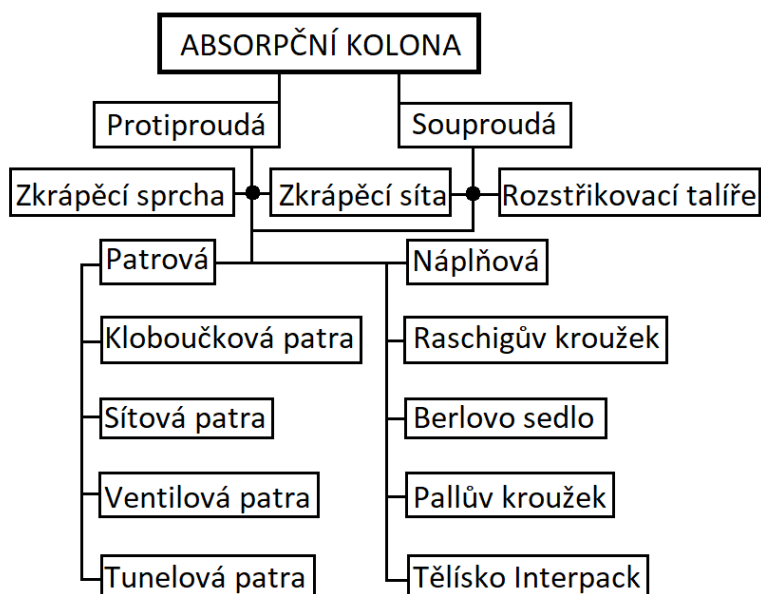 ABSORPČNÍ KOLONA
Protiproudá
Souproudá
Zkrápěcí sprcha
Zkrápěcí síta
Rozstřikovací talíře
Patrová
Náplňová
Kloboučková patra
Raschigův kroužek
Sítová patra
Berlovo sedlo
Ventilová patra
Pallův kroužek
Tunelová patra
Tělísko Interpack